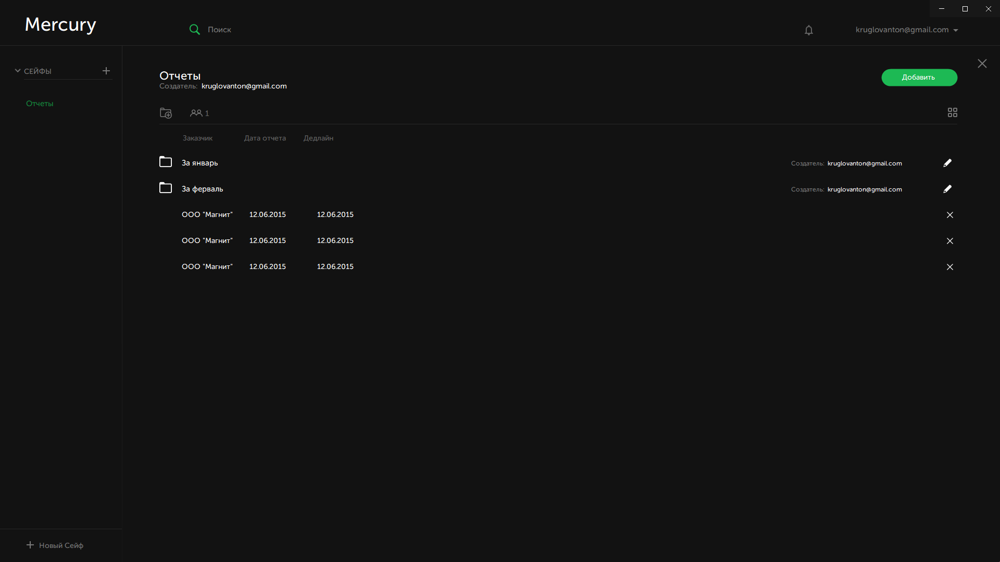 Mercury
Поиск
kruglovanton@gmail.com
СЕЙФЫ
Отчеты
Отчеты
Создатель: kruglovanton@gmail.com
Добавить
1
Заказчик Дата отчета Дедлайн
За январь Создатель: kruglovanton@gmail.com
За ферваль Создатель: kruglovanton@gmail.com
ООО "Магнит" 12.06.2015 12.06.2015
ООО "Магнит" 12.06.2015 12.06.2015
ООО "Магнит" 12.06.2015 12.06.2015
Новый Сейф